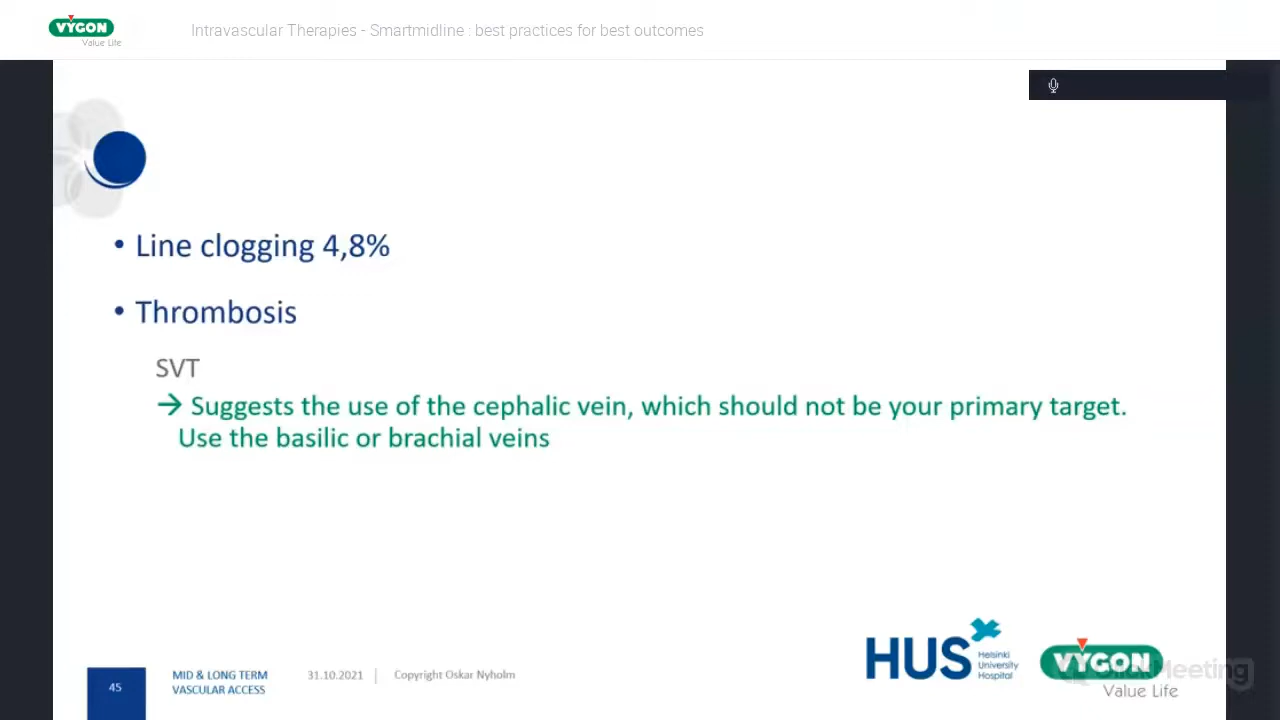 VYGON
Value Life
Intravascular Therapies - Smartmidline : best practices for best outcomes
• Line clogging 4,8%
• Thrombosis
SVT
→ Suggests the use of the cephalic vein, which should not be your primary target.
Use the basilic or brachial veins
45
MID & LONG TERM
VASCULAR ACCESS
31.10.2021
Copyright Oskar Nyholm
HUS
Helsinki
University
Hospital
VYGON
Value Life
ClickMeeting